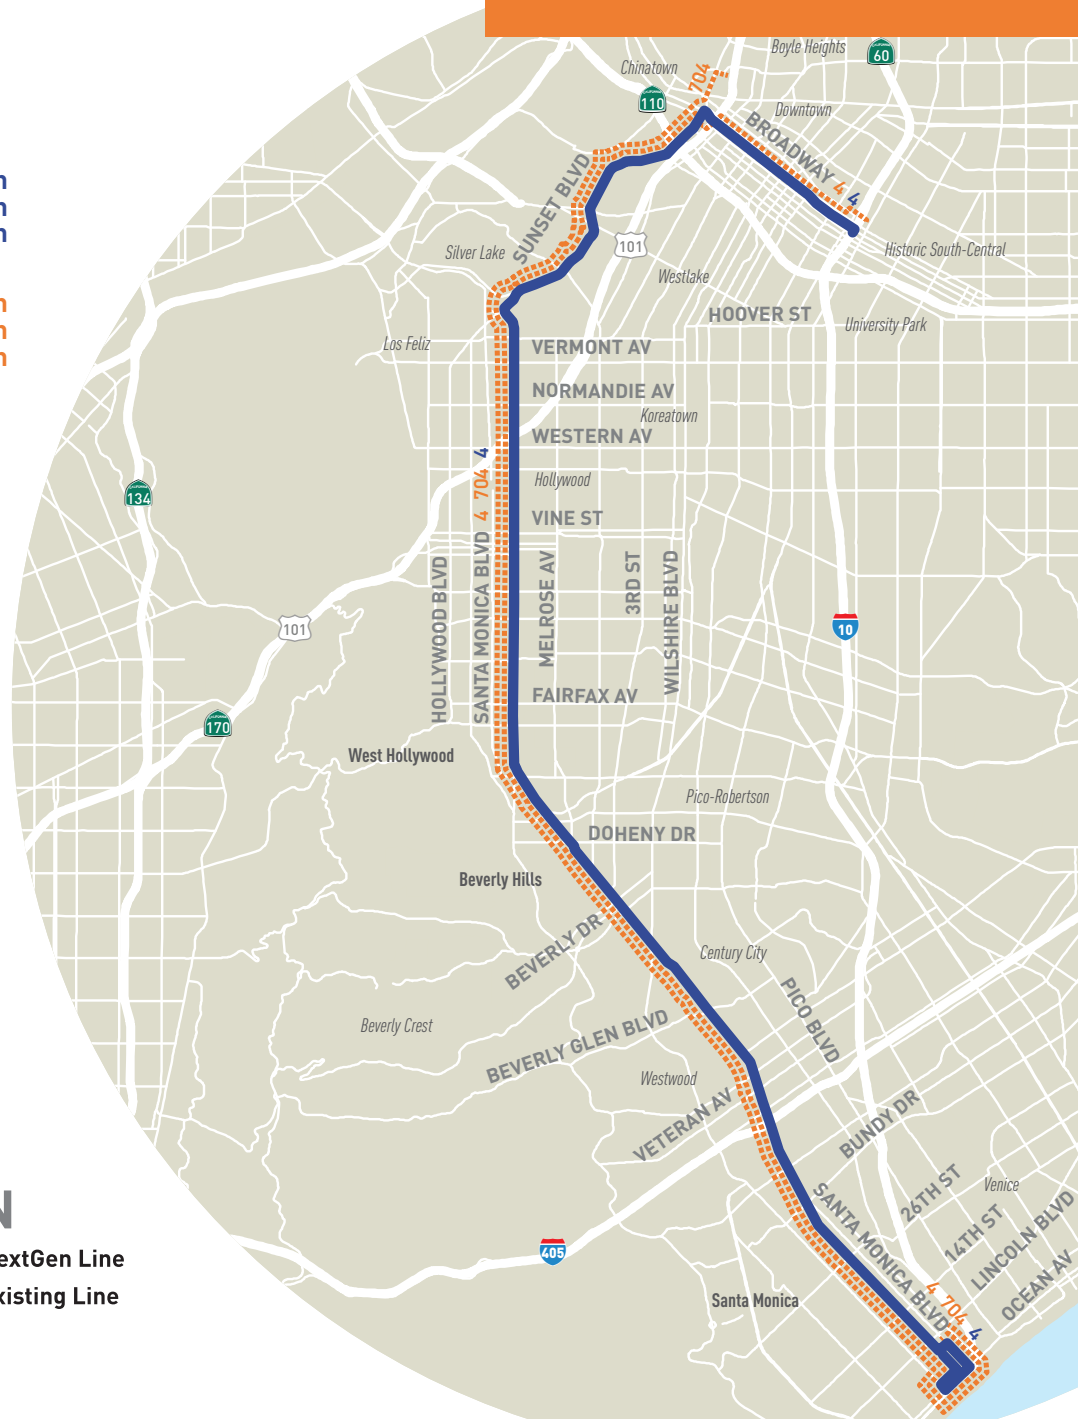 Boyle Heights
CALIFORNIA
60
Chinatown
704
CALIFORNIA
110
Downtown
BROADWAY 4 4
n
n
n
SUNSET BLVD
101
Silver Lake
Historic South-Central
Westlake
n
n
n
HOOVER ST
University Park
Los Feliz
VERMONT AV
NORMANDIE AV
Koreatown
WESTERN AV
Hollywood
CALIFORNIA
134
VINE ST
HOLLYWOOD BLVD
SANTA MONICA BLVD 4 704 4
MELROSE AV
3RD ST
WILSHIRE BLVD
101
10
FAIRFAX AV
CALIFORNIA
170
West Hollywood
Pico-Robertson
DOHENY DR
Beverly Hills
BEVERLY DR
Century City
PICO BLVD
Beverly Crest
BEVERLY GLEN BLVD
Westwood
VETERAN AV
BUNDY DR
SANTA MONICA BLVD
26TH ST
Venice
14TH ST
LINCOLN BLVD
OCEAN AV
N
extGen Line
xisting Line
405
Santa Monica
4 704 4